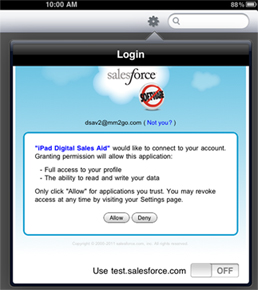 10:00 AM
88%
Login
salesforce
SOFTWARE
dsav2@mm2go.com ( Not you? )
"iPad Digital Sales Aid" would like to connect to your account.
Granting permission will allow this application:
- Full access to your profile
- The ability to read and write your data
Only click "Allow" for applications you trust. You may revoke
access at any time by visiting your Settings page.
Allow
Deny
Use test.salesforce.com
OFF